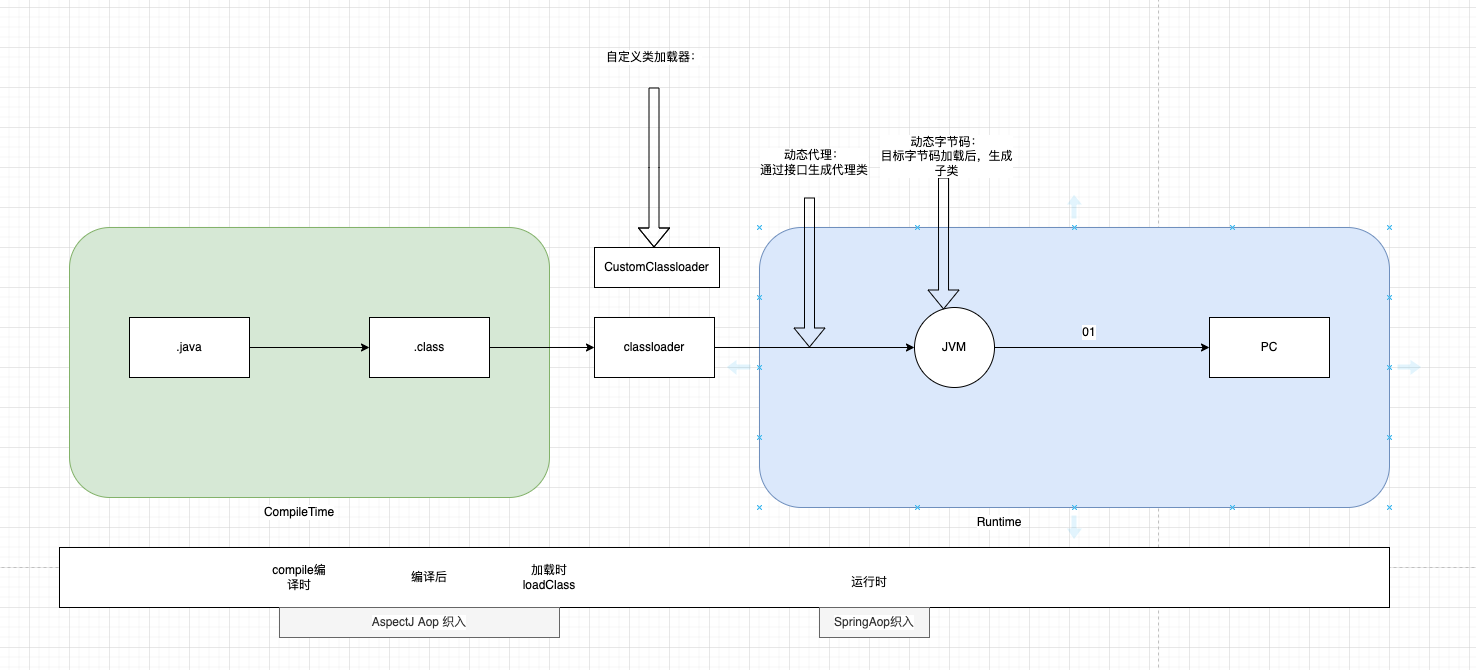 自定义类加载器：
动态代理：
通过接口生成代理类
动态字节码：
目标字节码加载后，生成
子类
CustomClassloader
.java
.class
classloader
JVM
01
PC
CompileTime
Runtime
compile编
译时
编译后
加载时
loadClass
运行时
AspectJ Aop 织入
SpringAop织入